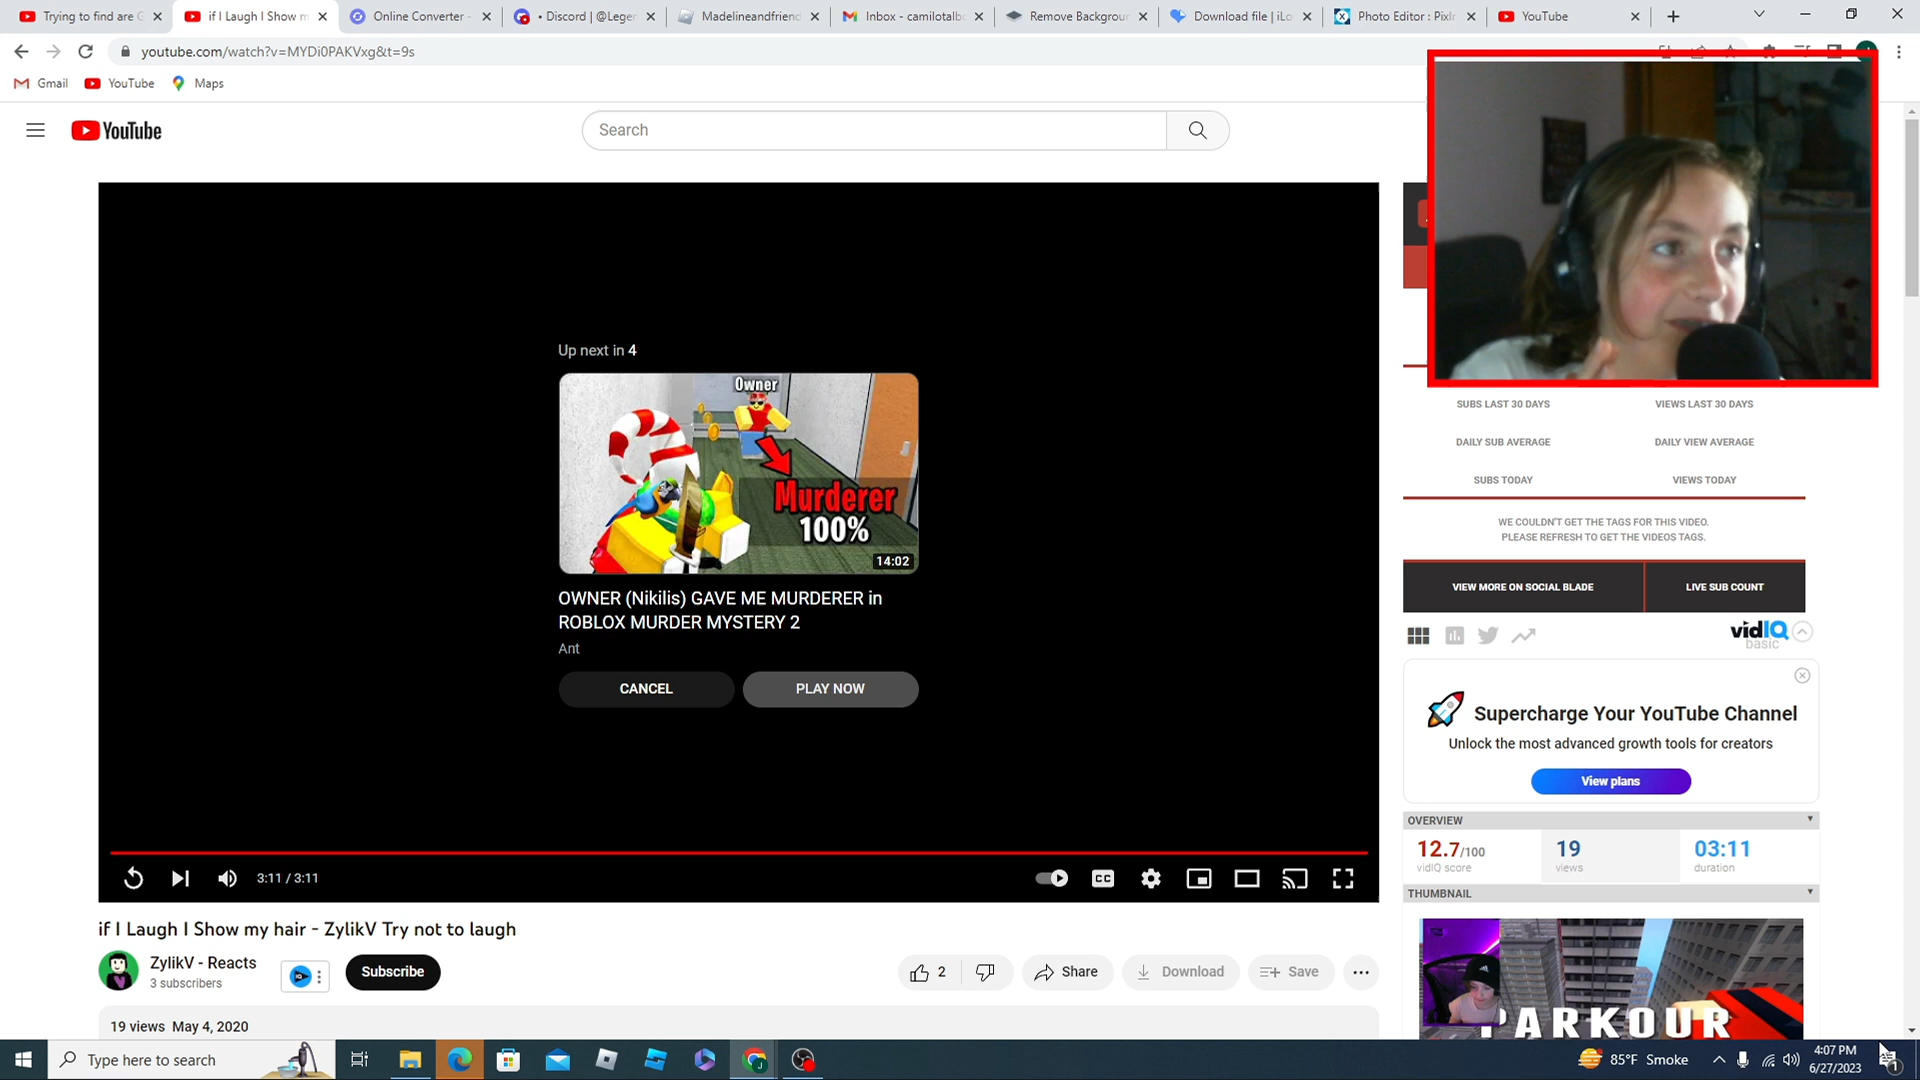 Trying to find are G
if I Laugh I Show m
Online Converter -
• Discord | @Leger
Madelineandfriend
Inbox - camilotalb
Remove Backgroun
Download file | iLo
Photo Editor : Pixlr
YouTube
youtube.com/watch?v=MYDi0PAKVxg&t=9s
Gmail
YouTube
Maps
YouTube
Search
Up next in 4
Owner
Murderer
100%
14:02
OWNER (Nikilis) GAVE ME MURDERER in
ROBLOX MURDER MYSTERY 2
Ant
CANCEL
PLAY NOW
3:11 / 3:11
CC
if I Laugh I Show my hair - ZylikV Try not to laugh
ZylikV - Reacts
3 subscribers
Subscribe
2
Share
Download
Save
19 views May 4, 2020
SUBS LAST 30 DAYS
VIEWS LAST 30 DAYS
DAILY SUB AVERAGE
DAILY VIEW AVERAGE
SUBS TODAY
VIEWS TODAY
WE COULDN'T GET THE TAGS FOR THIS VIDEO.
PLEASE REFRESH TO GET THE VIDEOS TAGS.
VIEW MORE ON SOCIAL BLADE
LIVE SUB COUNT
vidIQ
basic
Supercharge Your YouTube Channel
Unlock the most advanced growth tools for creators
View plans
OVERVIEW
12.7/100
vidIQ score
19
views
03:11
duration
THUMBNAIL
PARKOUR
Type here to search
85°F Smoke
4:07 PM
6/27/2023
1